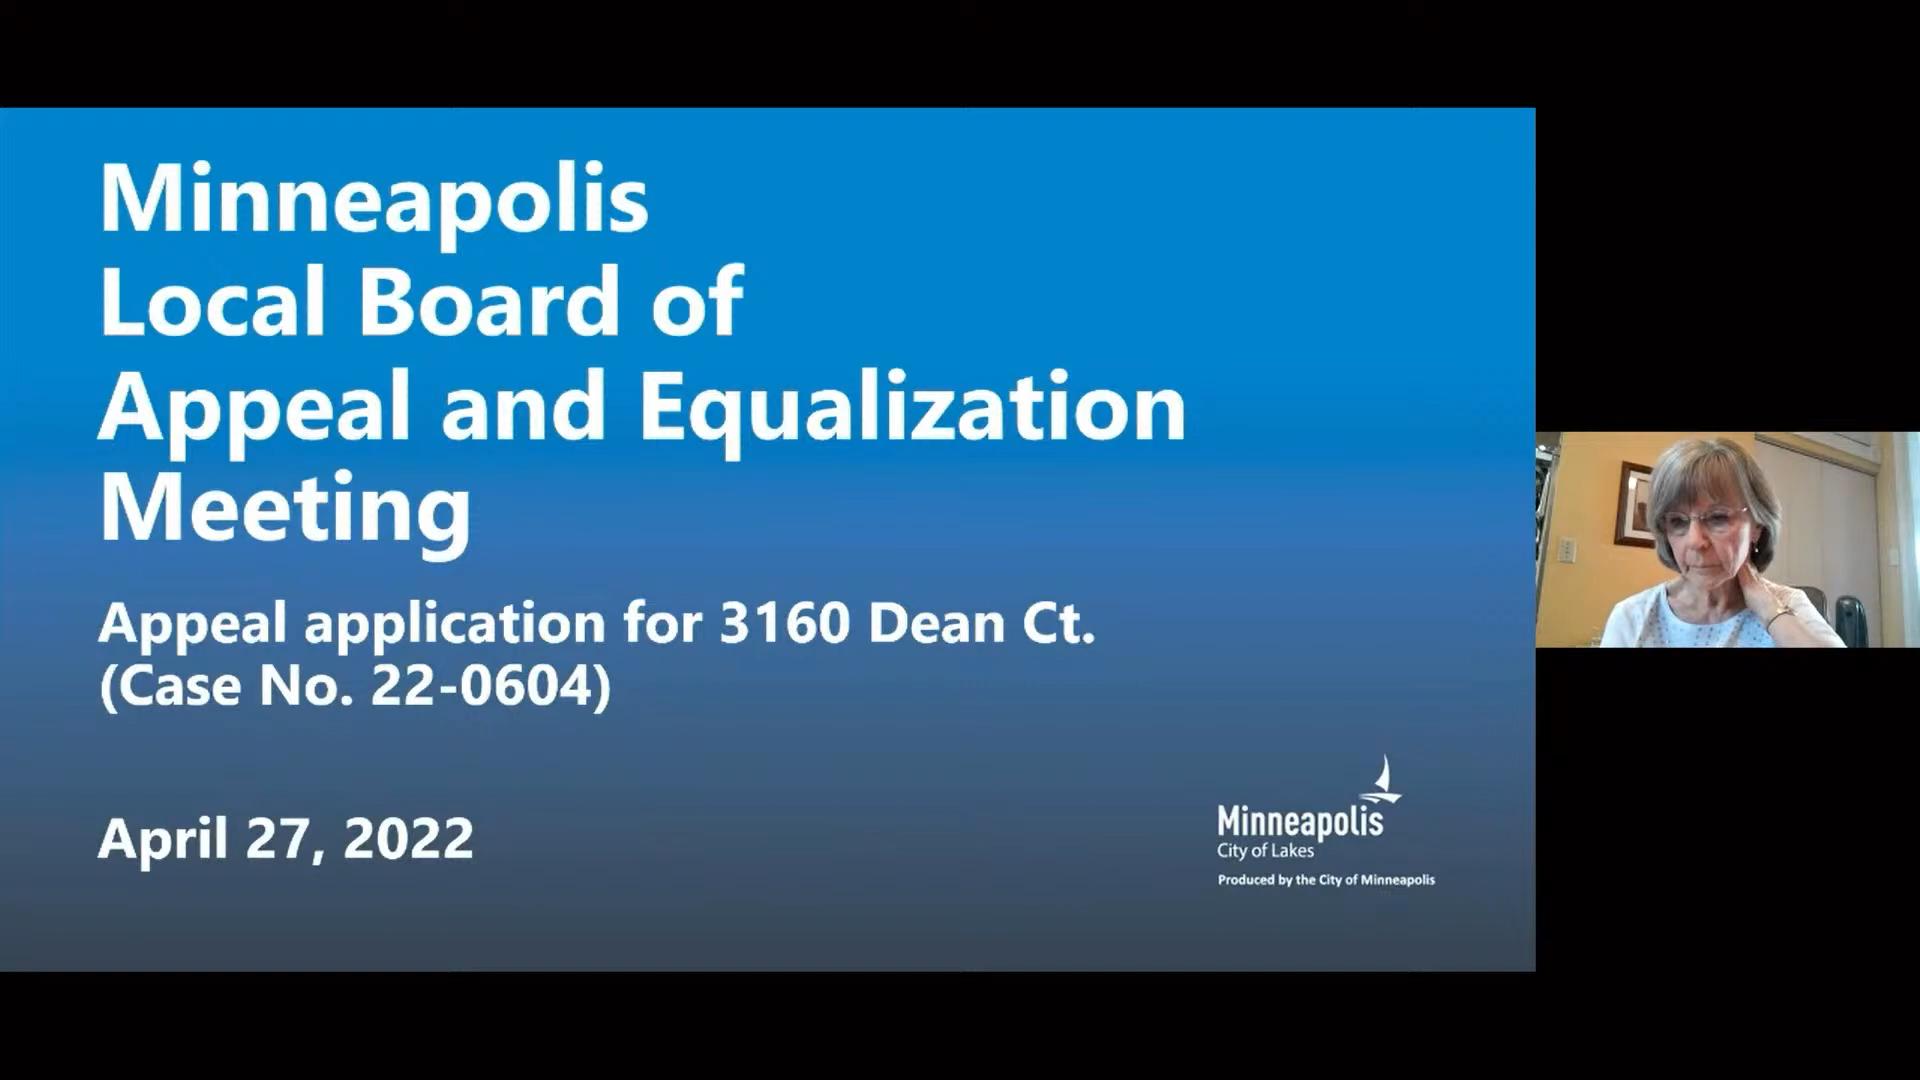 Minneapolis
Local Board of
Appeal and Equalization
Meeting
Appeal application for 3160 Dean Ct.
(Case No. 22-0604)
April 27, 2022
Minneapolis
City of Lakes
Produced by the City of Minneapolis